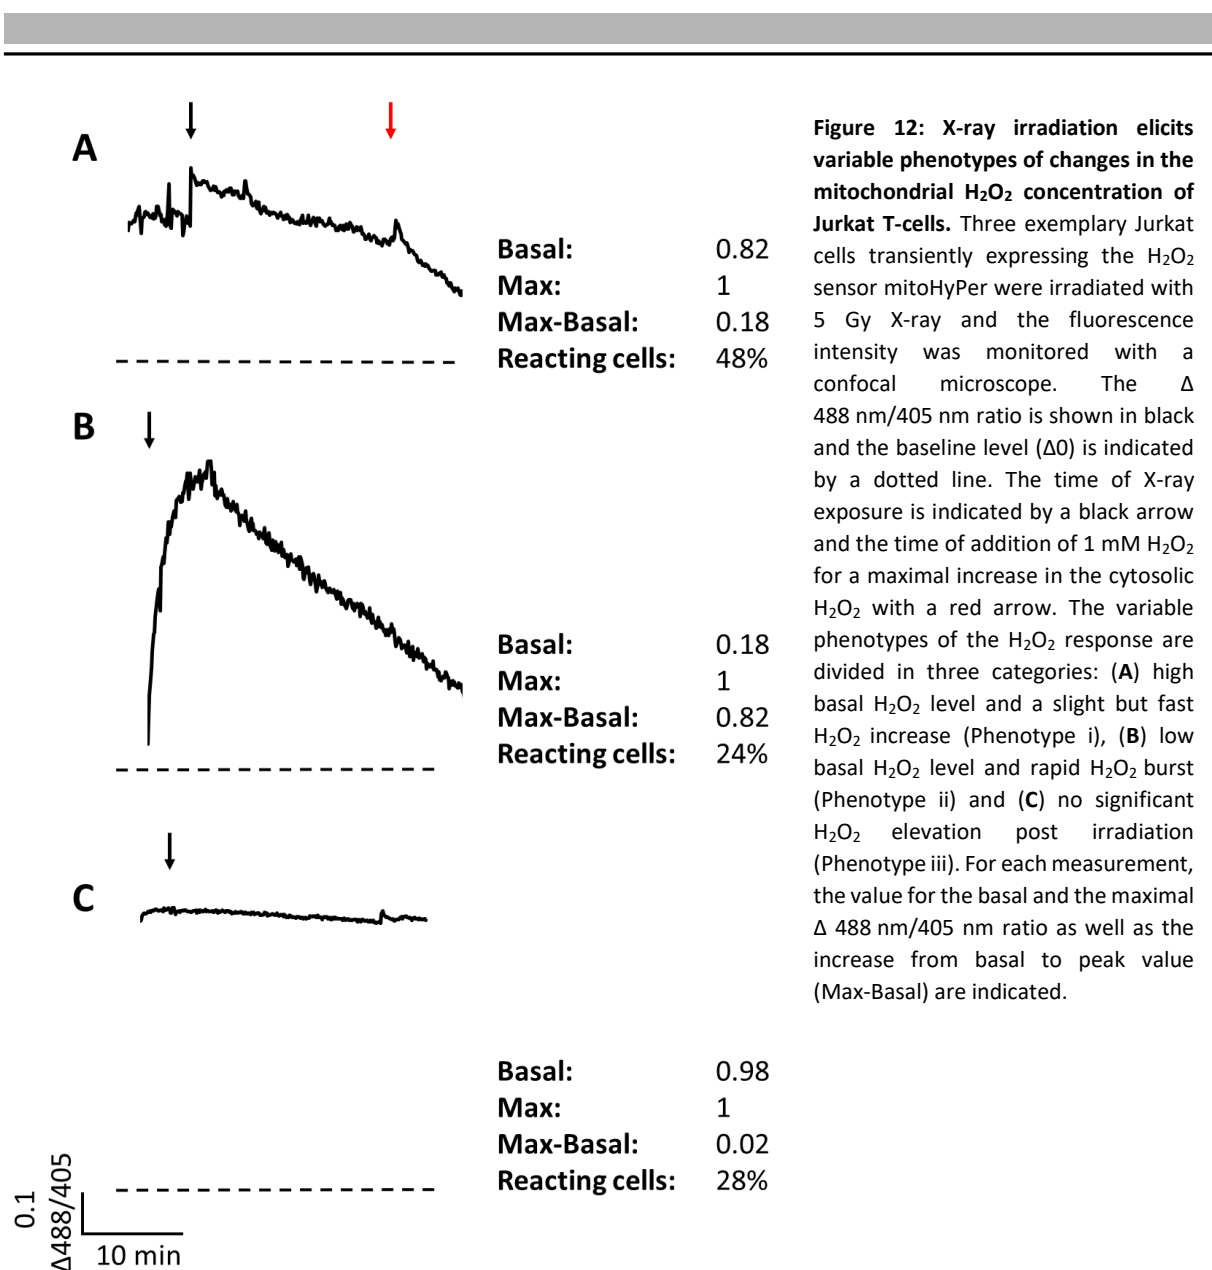 A
Basal: 0.82
Max: 1
Max-Basal: 0.18
Reacting cells: 48%
B
Basal: 0.18
Max: 1
Max-Basal: 0.82
Reacting cells: 24%
C
Basal: 0.98
Max: 1
Max-Basal: 0.02
Reacting cells: 28%
0.1
Δ488/405
10 min
Figure 12: X-ray irradiation elicits
variable phenotypes of changes in the
mitochondrial H₂O₂ concentration of
Jurkat T-cells. Three exemplary Jurkat
cells transiently expressing the H₂O₂
sensor mitoHyPer were irradiated with
5 Gy X-ray and the fluorescence
intensity was monitored with a
confocal microscope. The Δ
488 nm/405 nm ratio is shown in black
and the baseline level (Δ0) is indicated
by a dotted line. The time of X-ray
exposure is indicated by a black arrow
and the time of addition of 1 mM H₂O₂
for a maximal increase in the cytosolic
H₂O₂ with a red arrow. The variable
phenotypes of the H₂O₂ response are
divided in three categories: (A) high
basal H₂O₂ level and a slight but fast
H₂O₂ increase (Phenotype i), (B) low
basal H₂O₂ level and rapid H₂O₂ burst
(Phenotype ii) and (C) no significant
H₂O₂ elevation post irradiation
(Phenotype iii). For each measurement,
the value for the basal and the maximal
Δ 488 nm/405 nm ratio as well as the
increase from basal to peak value
(Max-Basal) are indicated.